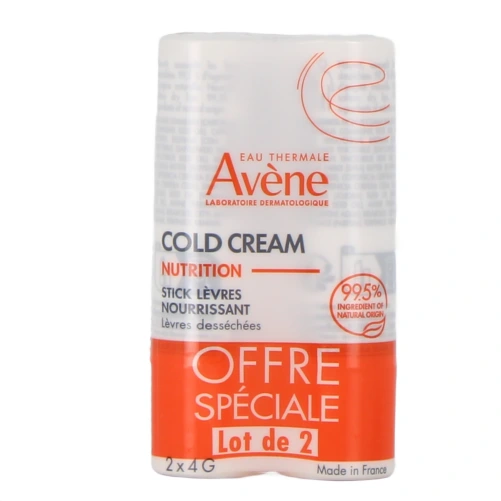 EAU THERMALE
Avène
LABORATOIRE DERMATOLOGIQUE
COLD CREAM
NUTRITION
STICK LÈVRES
NOURRISSANT
Lèvres desséchées
99.5%
INGREDIENT OF
NATURAL ORIGIN
OFFRE
SPÉCIALE
Lot de 2
2 x 4 G
Made in France